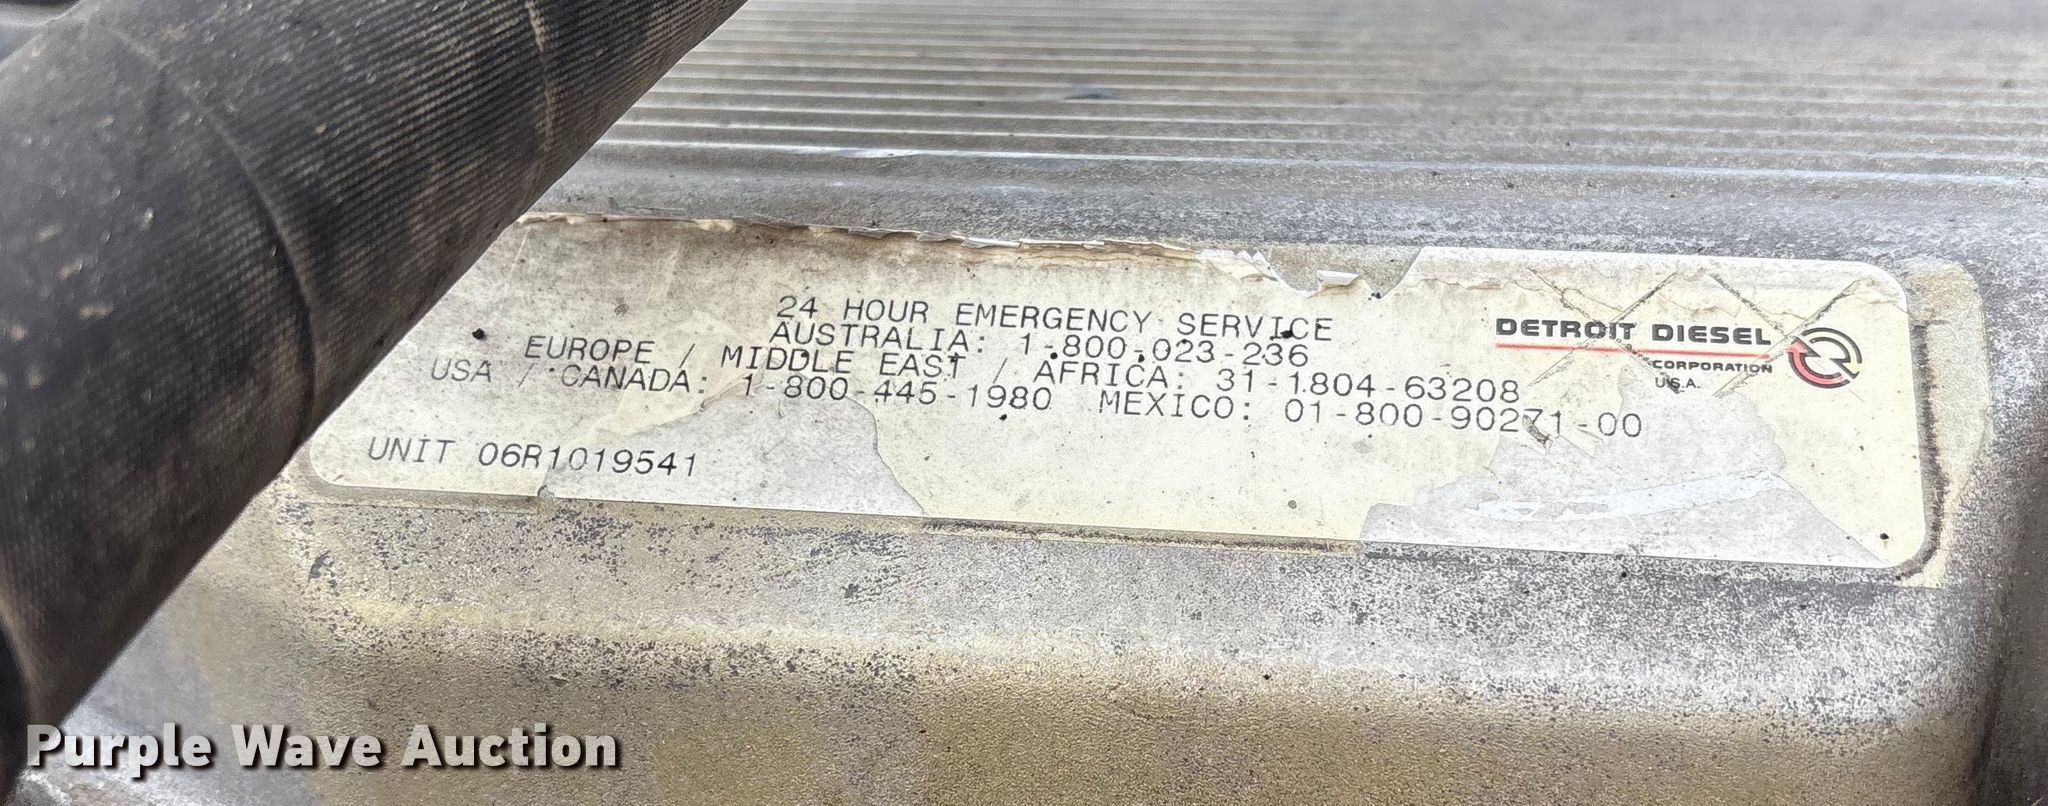 24 HOUR EMERGENCY SERVICE
AUSTRALIA: 1-800-023-236
EUROPE / MIDDLE EAST / AFRICA: 31-1804-63208
USA / CANADA: 1-800-445-1980 MEXICO: 01-800-90271-00
UNIT 06R1019541
DETROIT DIESEL
CORPORATION
U.S.A.
Purple Wave Auction